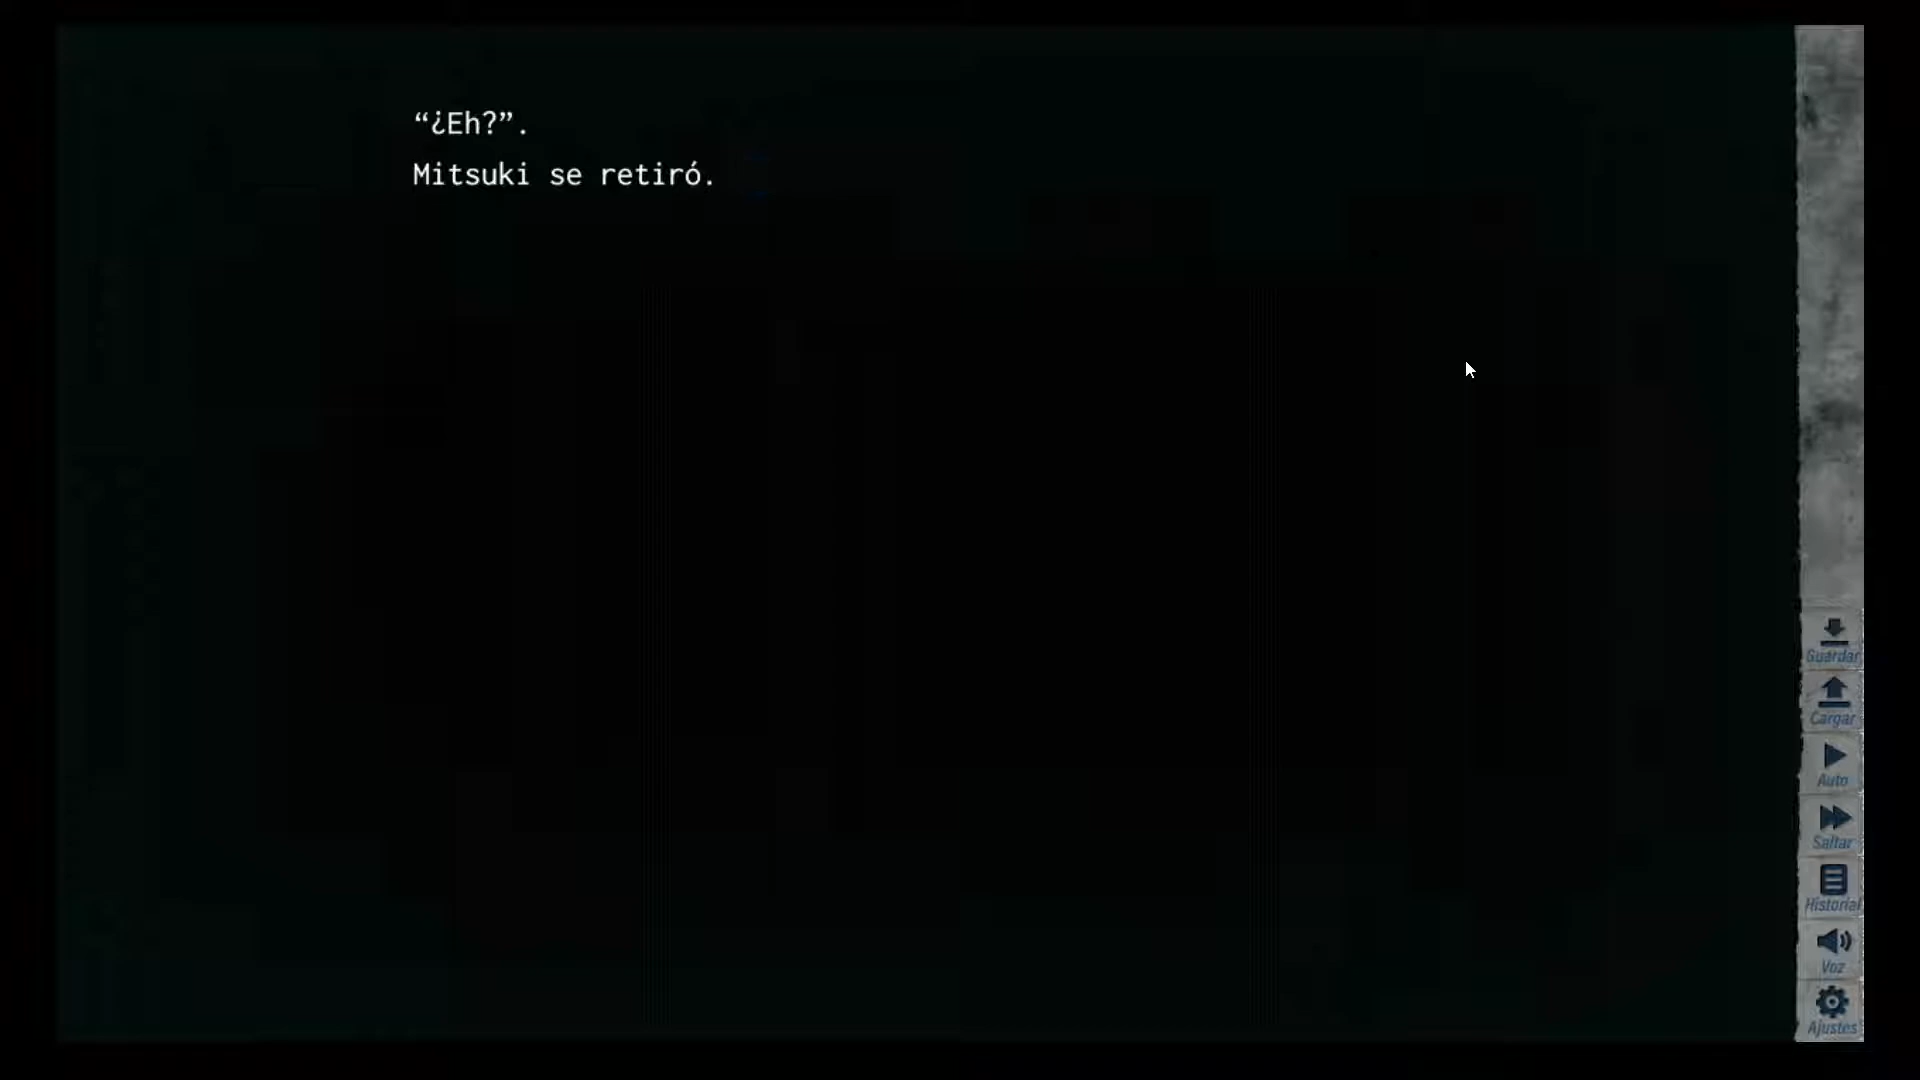 “¿Eh?”.
Mitsuki se retiró.
Guardar
Cargar
Auto
Saltar
Historial
Voz
Ajustes